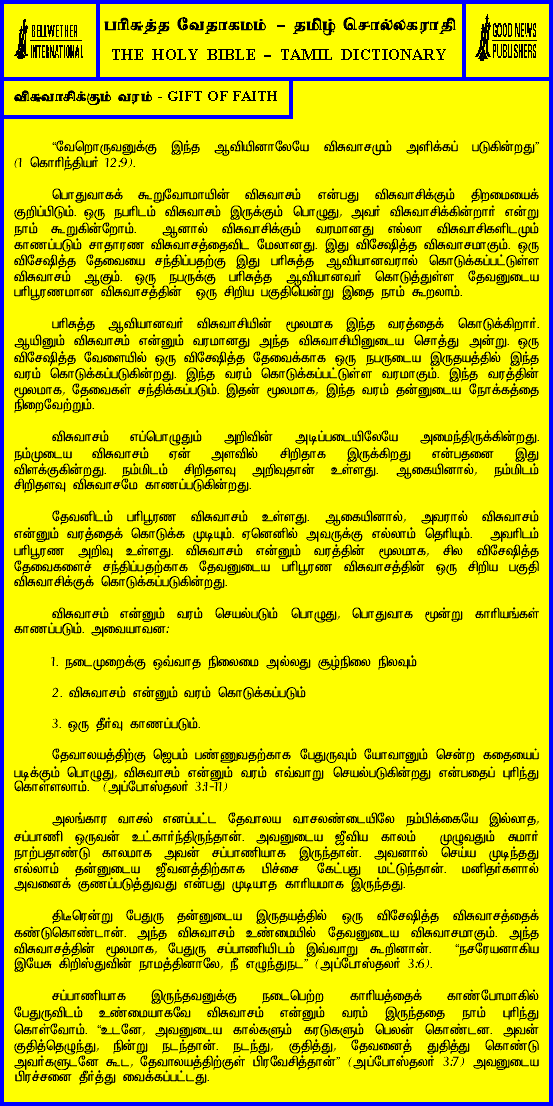 BELLWETHER
INTERNATIONAL
பரிசுத்த வேதாகமம் – தமிழ் சொல்லகராதி
THE HOLY BIBLE – TAMIL DICTIONARY
GOOD NEWS
PUBLISHERS
விசுவாசிக்கும் வரம் - GIFT OF FAITH
“வேறொருவனுக்கு இந்த ஆவியினாலேயே விசுவாசமும் அளிக்கப் படுகின்றது”
(1 கொரிந்தியர் 12:9).
பொதுவாகக் கூறுவோமாயின் விசுவாசம் என்பது விசுவாசிக்கும் திறமையைக்
குறிப்பிடும். ஒரு நபரிடம் விசுவாசம் இருக்கும் பொழுது, அவர் விசுவாசிக்கின்றார் என்று
நாம் கூறுகின்றோம். ஆனால் விசுவாசிக்கும் வரமானது எல்லா விசுவாசிகளிடமும்
காணப்படும் சாதாரண விசுவாசத்தைவிட மேலானது. இது விசேஷித்த விசுவாசமாகும். ஒரு
விசேஷித்த தேவையை சந்திப்பதற்கு இது பரிசுத்த ஆவியானவரால் கொடுக்கப்பட்டுள்ள
விசுவாசம் ஆகும். ஒரு நபருக்கு பரிசுத்த ஆவியானவர் கொடுத்துள்ள தேவனுடைய
பரிபூரணமான விசுவாசத்தின் ஒரு சிறிய பகுதியென்று இதை நாம் கூறலாம்.
பரிசுத்த ஆவியானவர் விசுவாசியின் மூலமாக இந்த வரத்தைக் கொடுக்கிறார்.
ஆயினும் விசுவாசம் என்னும் வரமானது அந்த விசுவாசியினுடைய சொத்து அன்று. ஒரு
விசேஷித்த வேளையில் ஒரு விசேஷித்த தேவைக்காக ஒரு நபருடைய இருதயத்தில் இந்த
வரம் கொடுக்கப்படுகின்றது. இந்த வரம் கொடுக்கப்பட்டுள்ள வரமாகும். இந்த வரத்தின்
மூலமாக, தேவைகள் சந்திக்கப்படும். இதன் மூலமாக, இந்த வரம் தன்னுடைய நோக்கத்தை
நிறைவேற்றும்.
விசுவாசம் எப்பொழுதும் அறிவின் அடிப்படையிலேயே அமைந்திருக்கின்றது.
நம்முடைய விசுவாசம் ஏன் அளவில் சிறிதாக இருக்கிறது என்பதனை இது
விளக்குகின்றது. நம்மிடம் சிறிதளவு அறிவுதான் உள்ளது. ஆகையினால், நம்மிடம்
சிறிதளவு விசுவாசமே காணப்படுகின்றது.
தேவனிடம் பரிபூரண விசுவாசம் உள்ளது. ஆகையினால், அவரால் விசுவாசம்
என்னும் வரத்தைக் கொடுக்க முடியும். ஏனெனில் அவருக்கு எல்லாம் தெரியும். அவரிடம்
பரிபூரண அறிவு உள்ளது. விசுவாசம் என்னும் வரத்தின் மூலமாக, சில விசேஷித்த
தேவைகளைச் சந்திப்பதற்காக தேவனுடைய பரிபூரண விசுவாசத்தின் ஒரு சிறிய பகுதி
விசுவாசிக்குக் கொடுக்கப்படுகின்றது.
விசுவாசம் என்னும் வரம் செயல்படும் பொழுது, பொதுவாக மூன்று காரியங்கள்
காணப்படும். அவையாவன:
1. நடைமுறைக்கு ஒவ்வாத நிலைமை அல்லது சூழ்நிலை நிலவும்
2. விசுவாசம் என்னும் வரம் கொடுக்கப்படும்
3. ஒரு தீர்வு காணப்படும்.
தேவாலயத்திற்கு ஜெபம் பண்ணுவதற்காக பேதுருவும் யோவானும் சென்ற கதையைப்
படிக்கும் பொழுது, விசுவாசம் என்னும் வரம் எவ்வாறு செயல்படுகின்றது என்பதைப் புரிந்து
கொள்ளலாம். (அப்போஸ்தலர் 3:1-11)
அலங்கார வாசல் எனப்பட்ட தேவாலய வாசலண்டையிலே நம்பிக்கையே இல்லாத,
சப்பாணி ஒருவன் உட்கார்ந்திருந்தான். அவனுடைய ஜீவிய காலம் முழுவதும் சுமார்
நாற்பதாண்டு காலமாக அவன் சப்பாணியாக இருந்தான். அவனால் செய்ய முடிந்தது
எல்லாம் தன்னுடைய ஜீவனத்திற்காக பிச்சை கேட்பது மட்டுந்தான். மனிதர்களால்
அவனைக் குணப்படுத்துவது என்பது முடியாத காரியமாக இருந்தது.
திடீரென்று பேதுரு தன்னுடைய இருதயத்தில் ஒரு விசேஷித்த விசுவாசத்தைக்
கண்டுகொண்டான். அந்த விசுவாசம் உண்மையில் தேவனுடைய விசுவாசமாகும். அந்த
விசுவாசத்தின் மூலமாக, பேதுரு சப்பாணியிடம் இவ்வாறு கூறினான். “நசரேயனாகிய
இயேசு கிறிஸ்துவின் நாமத்தினாலே, நீ எழுந்துநட” (அப்போஸ்தலர் 3:6).
சப்பாணியாக இருந்தவனுக்கு நடைபெற்ற காரியத்தைக் காண்போமாகில்
பேதுருவிடம் உண்மையாகவே விசுவாசம் என்னும் வரம் இருந்ததை நாம் புரிந்து
கொள்வோம். “உடனே, அவனுடைய கால்களும் கரடுகளும் பெலன் கொண்டன. அவன்
குதித்தெழுந்து, நின்று நடந்தான். நடந்து, குதித்து, தேவனைத் துதித்து கொண்டு
அவர்களுடனே கூட, தேவாலயத்திற்குள் பிரவேசித்தான்” (அப்போஸ்தலர் 3:7) அவனுடைய
பிரச்சனை தீர்த்து வைக்கப்பட்டது.